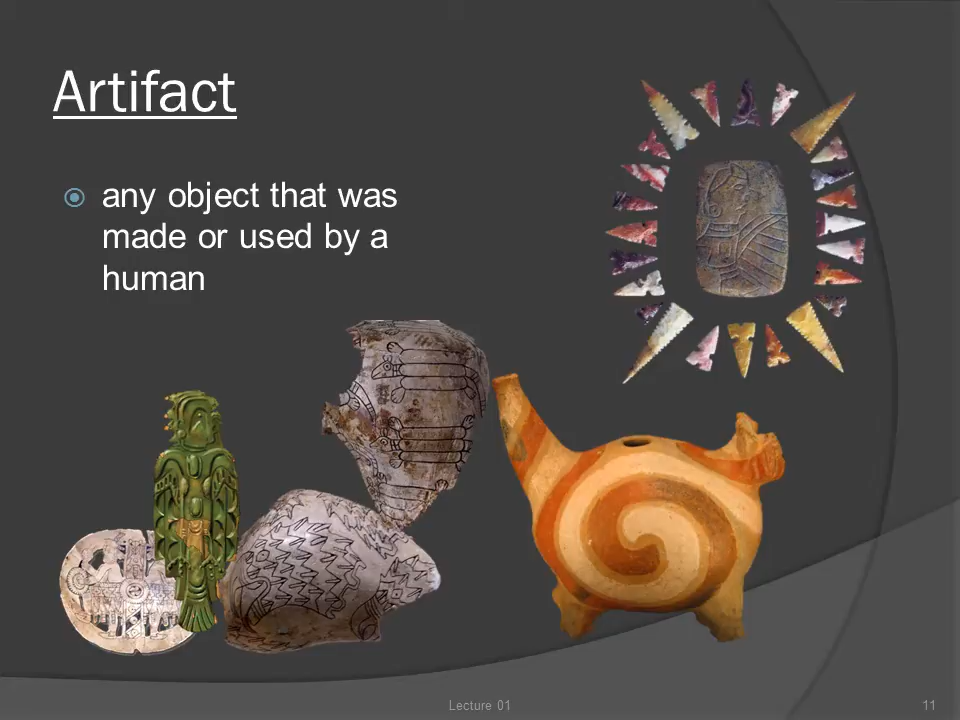 Artifact
any object that was
made or used by a
human
Lecture 01
11